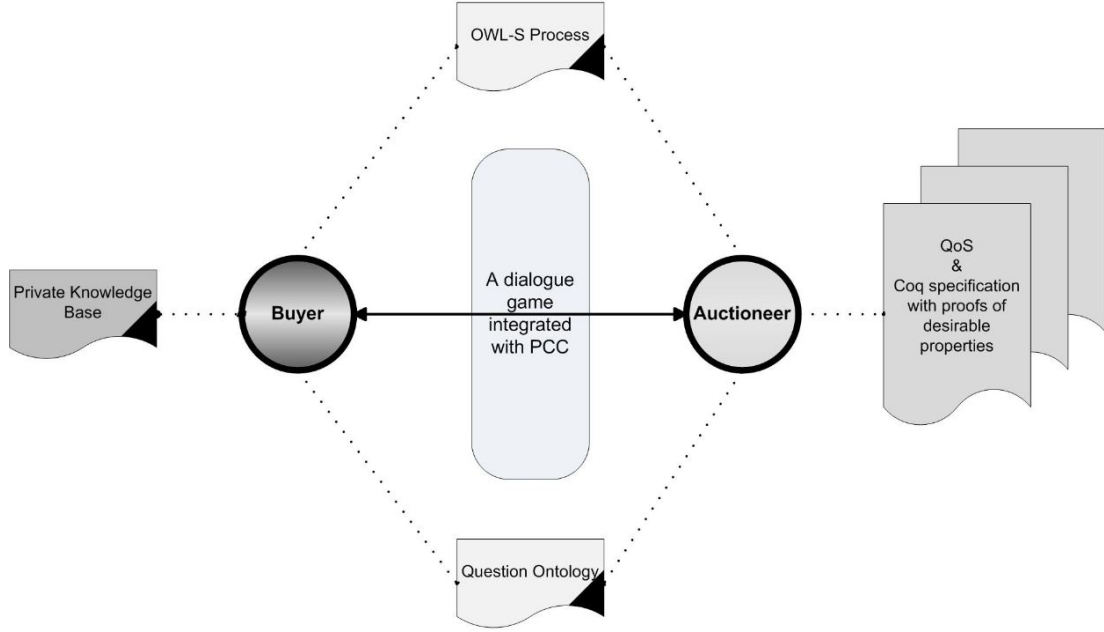 OWL-S Process
Private Knowledge
Base
Buyer
A dialogue
game
integrated
with PCC
Auctioneer
QoS
&
Coq specification
with proofs of
desirable
properties
Question Ontology